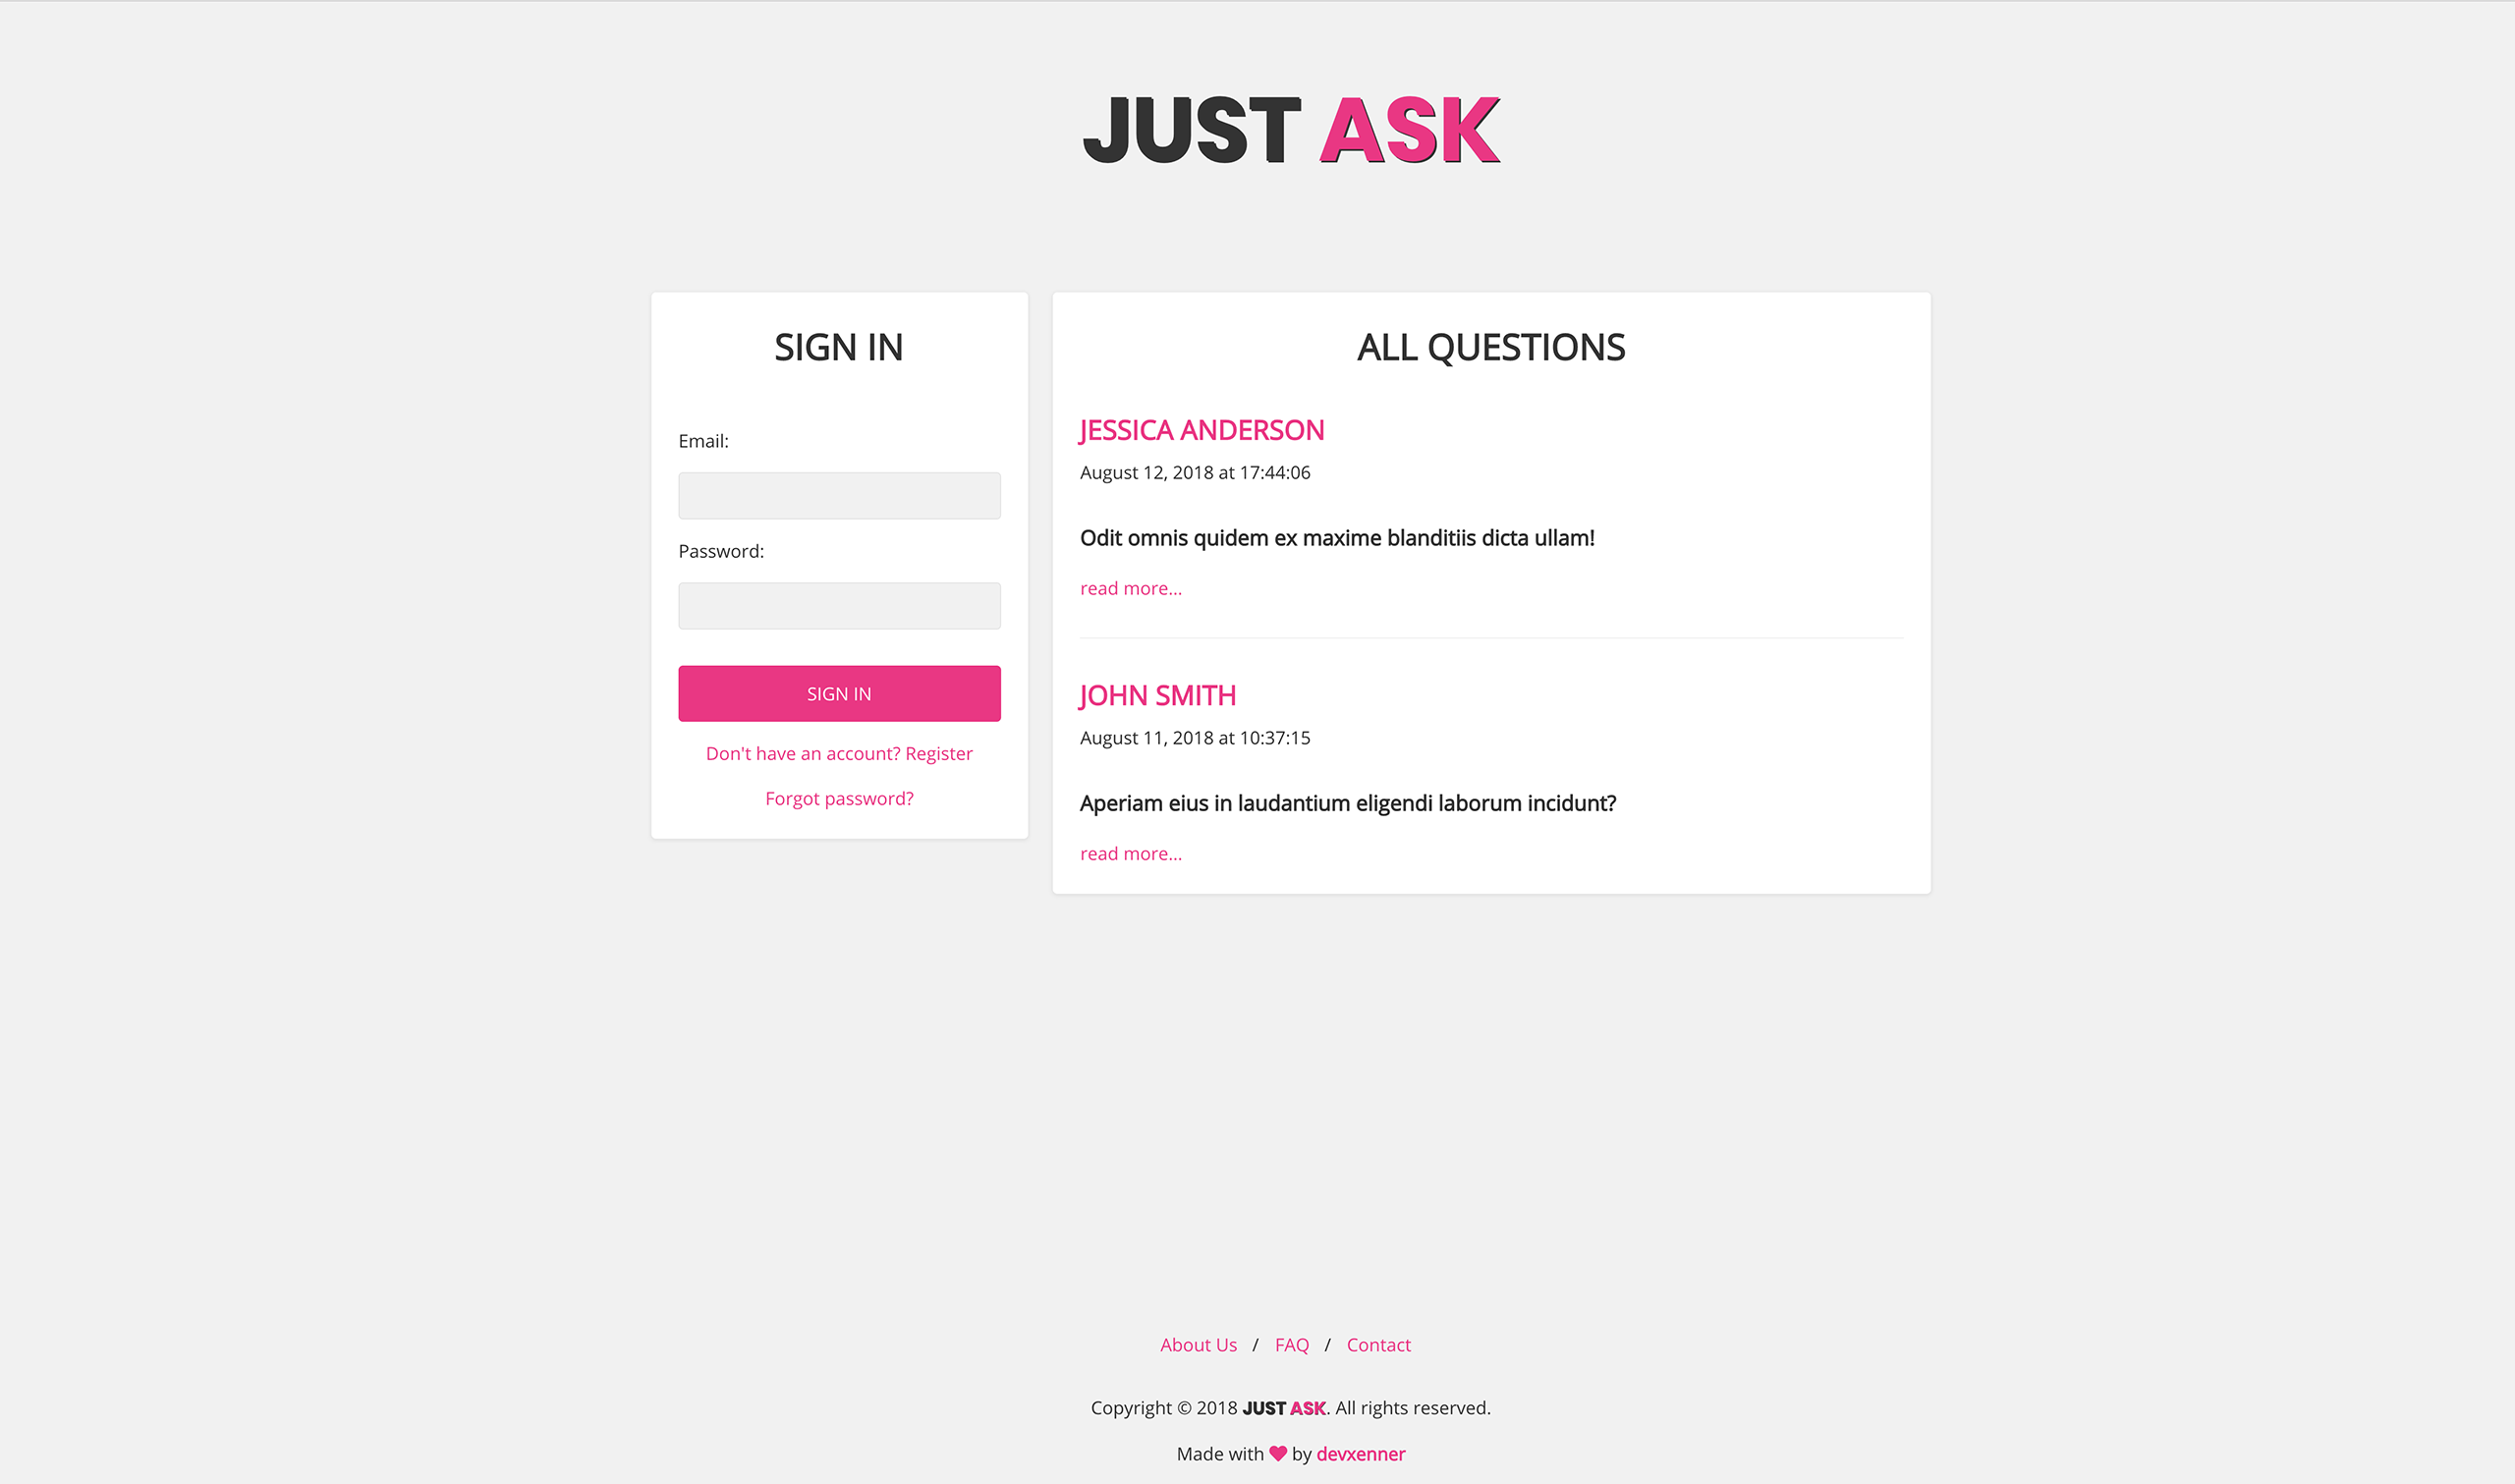 JUST ASK
SIGN IN
Email:
Password:
SIGN IN
Don't have an account? Register
Forgot password?
ALL QUESTIONS
JESSICA ANDERSON
August 12, 2018 at 17:44:06
Odit omnis quidem ex maxime blanditiis dicta ullam!
read more...
JOHN SMITH
August 11, 2018 at 10:37:15
Aperiam eius in laudantium eligendi laborum incidunt?
read more...
About Us / FAQ / Contact
Copyright © 2018 JUST ASK. All rights reserved.
Made with ♥ by devxenner